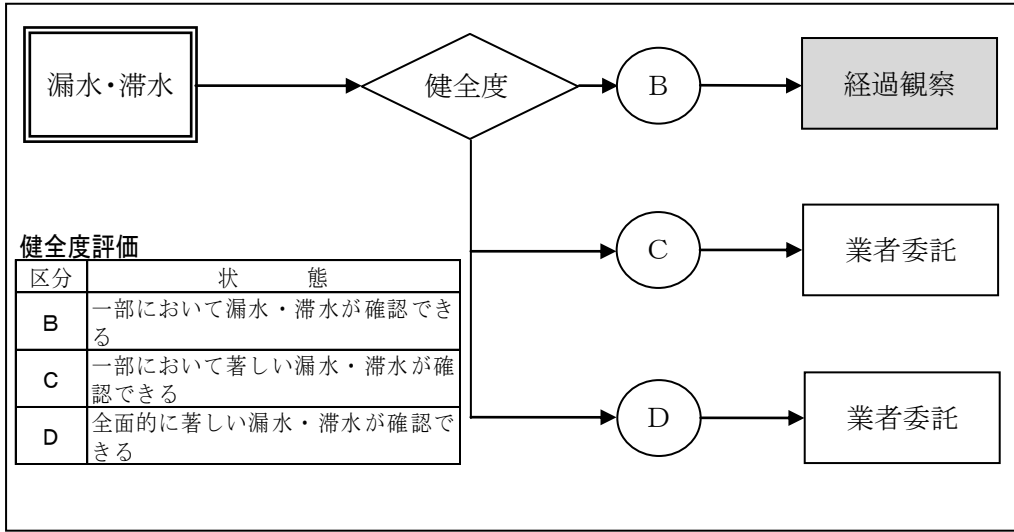 漏水・滞水
健全度
B
経過観察
C
業者委託
D
業者委託
健全度評価
区分 状 態
B 一部において漏水・滞水が確認でき
る
C 一部において著しい漏水・滞水が確
認できる
D 全面的に著しい漏水・滞水が確認で
きる